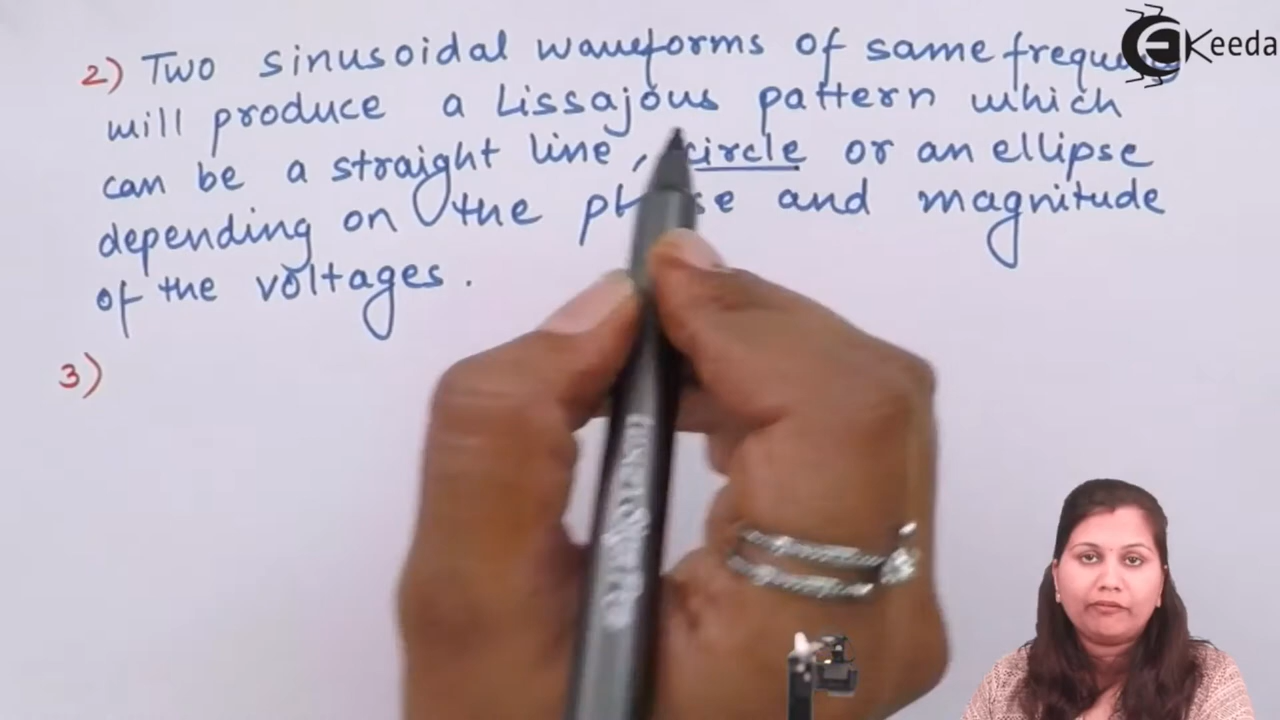 2) Two sinusoidal waveforms of same
will produce a Lissajous pattern which
can be a straight line, circle or an ellipse
depending on the and magnitude
of the voltages.
3)
Keeda